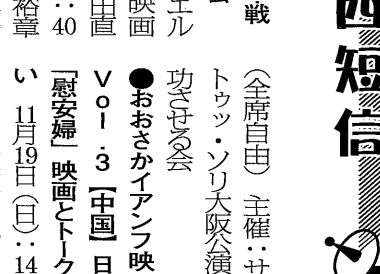 西短信
戦
（全席自由）　主催：サ
トゥッ・ソリ大阪公演
エル
功させる会
映画
●おおさかイアンフ映
由直
Vol．3【中国】日
：40
「慰安婦」映画とトーク
裕章
い　11月19日（日）：14